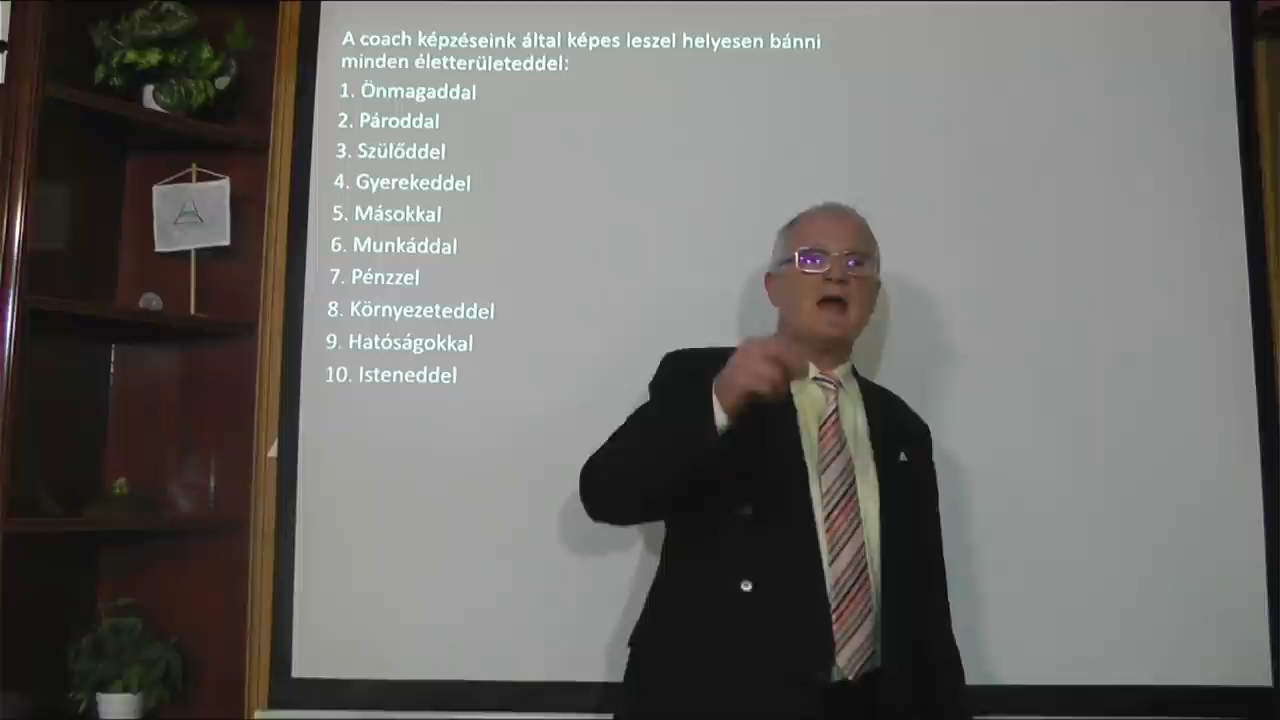 A coach képzéseink által képes leszel helyesen bánni
minden életterületeddel:
1. Önmagaddal
2. Pároddal
3. Szülőddel
4. Gyerekeddel
5. Másokkal
6. Munkáddal
7. Pénzzel
8. Környezeteddel
9. Hatóságokkal
10. Isteneddel